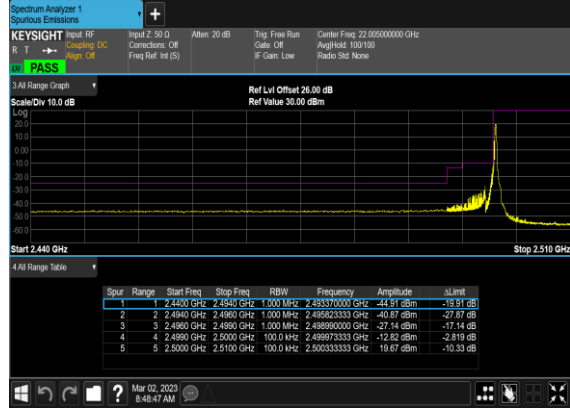 Spectrum Analyzer 1
Spurious Emissions
KEYSIGHT Input: RF Input Z: 50 Ω Atten: 20 dB Trig: Free Run Center Freq: 22.005000000 GHz
R T Coupling: DC Corrections: Off Gate: Off Avg|Hold: 100/100
Align: Off Freq Ref: Int (S) IF Gain: Low Radio Std: None
PASS
3 All Range Graph
Ref Lvl Offset 26.00 dB
Scale/Div 10.0 dB Ref Value 30.00 dBm
Log
20.0
10.0
0.00
-10.0
-20.0
-30.0
-40.0
-50.0
-60.0
Start 2.440 GHz Stop 2.510 GHz
4 All Range Table
Spur Range Start Freq Stop Freq RBW Frequency Amplitude ΔLimit
1 1 2.4400 GHz 2.4940 GHz 1.000 MHz 2.493370000 GHz -44.91 dBm -19.91 dB
2 2 2.4940 GHz 2.4960 GHz 1.000 MHz 2.495823333 GHz -40.87 dBm -27.87 dB
3 3 2.4960 GHz 2.4990 GHz 1.000 MHz 2.498990000 GHz -27.14 dBm -17.14 dB
4 4 2.4990 GHz 2.5000 GHz 100.0 kHz 2.499973333 GHz -12.82 dBm -2.819 dB
5 5 2.5000 GHz 2.5100 GHz 100.0 kHz 2.500333333 GHz 19.67 dBm -10.33 dB
Mar 02, 2023
8:48:47 AM